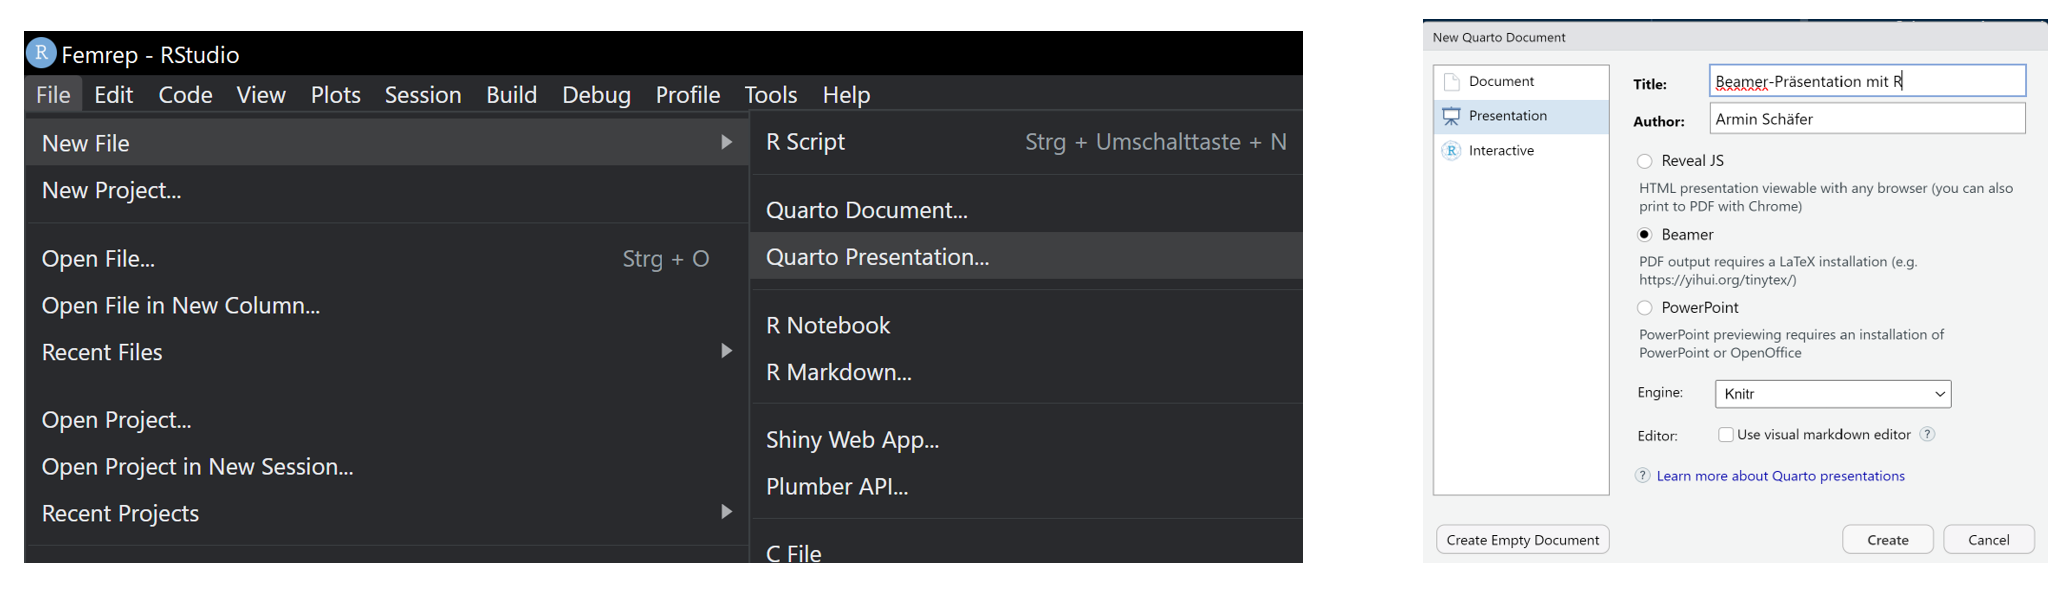 R Femrep - RStudio
File Edit Code View Plots Session Build Debug Profile Tools Help
New File
New Project...
Open File... Strg + O
Open File in New Column...
Recent Files
Open Project...
Open Project in New Session...
Recent Projects
R Script Strg + Umschalttaste + N
Quarto Document...
Quarto Presentation...
R Notebook
R Markdown...
Shiny Web App...
Plumber API...
C File
New Quarto Document
Document
Presentation
R Interactive
Title: Beamer-Präsentation mit R
Author: Armin Schäfer
Reveal JS
HTML presentation viewable with any browser (you can also
print to PDF with Chrome)
Beamer
PDF output requires a LaTeX installation (e.g.
https://yihui.org/tinytex/)
PowerPoint
PowerPoint previewing requires an installation of
PowerPoint or OpenOffice
Engine: Knitr
Editor: Use visual markdown editor ?
? Learn more about Quarto presentations
Create Empty Document Create Cancel